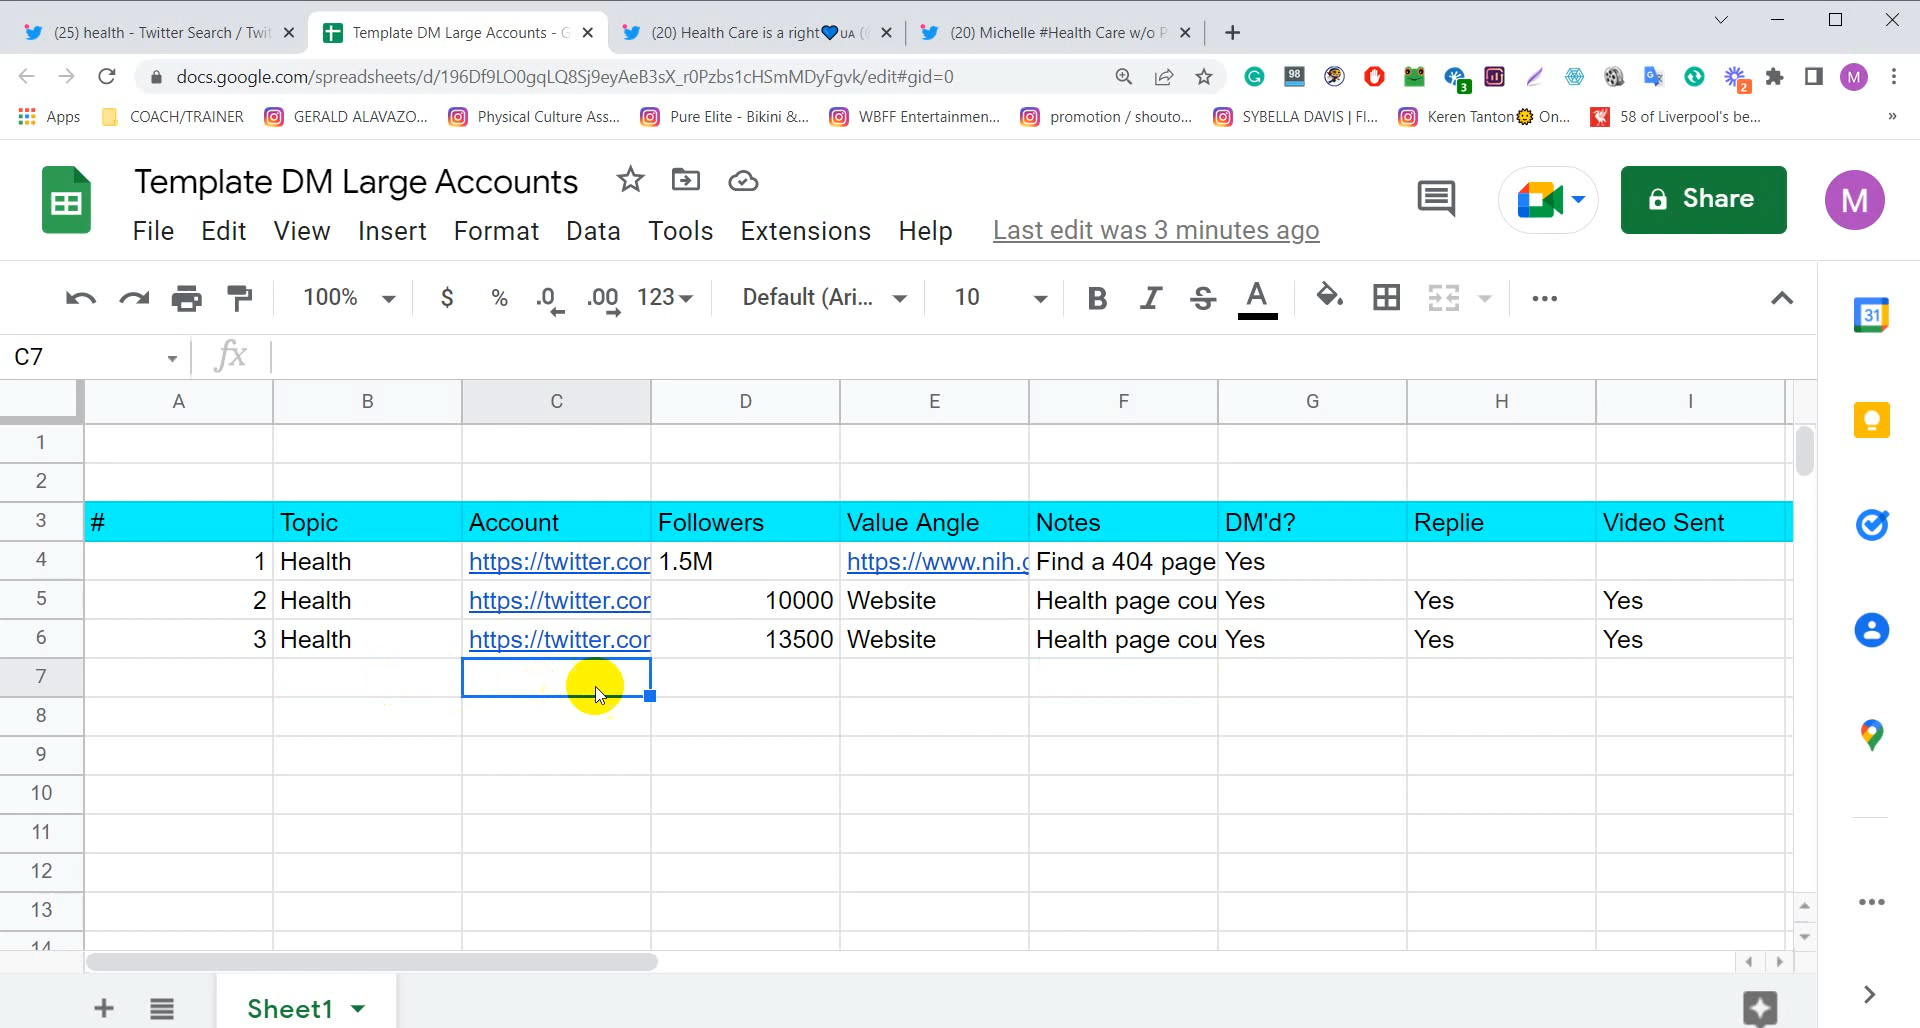 (25) health - Twitter Search / Twit
Template DM Large Accounts - G
(20) Health Care is a right💙UA (
(20) Michelle #Health Care w/o P
docs.google.com/spreadsheets/d/196Df9LO0gqLQ8Sj9eyAeB3sX_r0Pzbs1cHSmMDyFgvk/edit#gid=0
98
3
2
M
Apps
COACH/TRAINER
GERALD ALAVAZO...
Physical Culture Ass...
Pure Elite - Bikini &...
WBFF Entertainmen...
promotion / shouto...
SYBELLA DAVIS | FI...
Keren Tanton🌞 On...
58 of Liverpool's be...
»
Template DM Large Accounts
Share
M
File Edit View Insert Format Data Tools Extensions Help Last edit was 3 minutes ago
100% $ % .0 .00 123 Default (Ari... 10 B I S A
31
C7 fx
A B C D E F G H I
1
2
3 # Topic Account Followers Value Angle Notes DM'd? Replie Video Sent
4 1 Health https://twitter.cor 1.5M https://www.nih.g Find a 404 page Yes
5 2 Health https://twitter.cor 10000 Website Health page cou Yes Yes Yes
6 3 Health https://twitter.cor 13500 Website Health page cou Yes Yes Yes
7
8
9
10
11
12
13
14
Sheet1